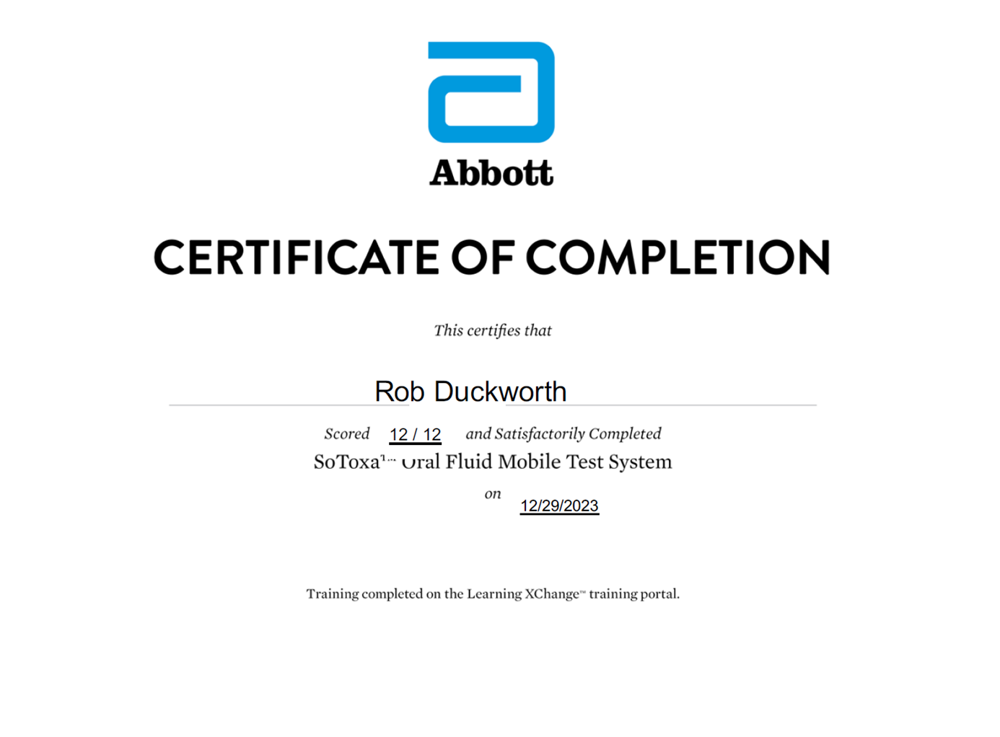 Abbott
CERTIFICATE OF COMPLETION
This certifies that
Rob Duckworth
Scored 12 / 12 and Satisfactorily Completed
SoToxa™ Oral Fluid Mobile Test System
on 12/29/2023
Training completed on the Learning XChange™ training portal.